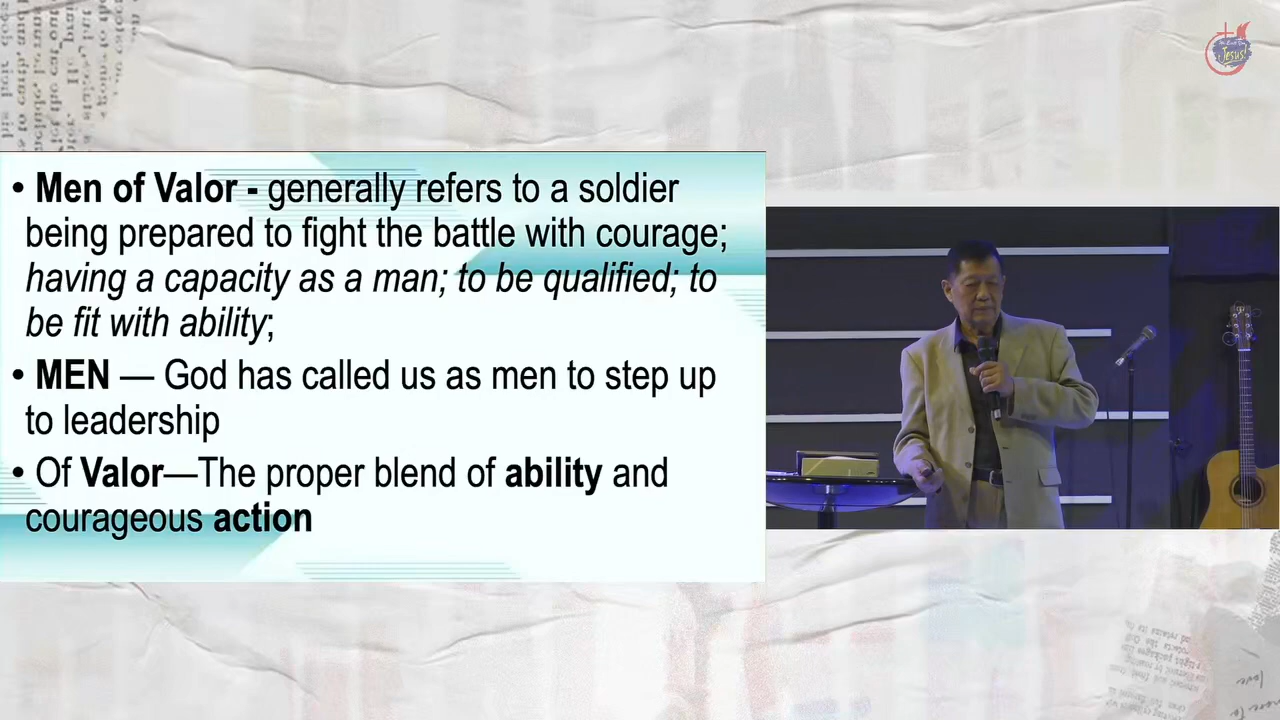 • Men of Valor - generally refers to a soldier
being prepared to fight the battle with courage;
having a capacity as a man; to be qualified; to
be fit with ability;
• MEN — God has called us as men to step up
to leadership
• Of Valor—The proper blend of ability and
courageous action
Jesus!